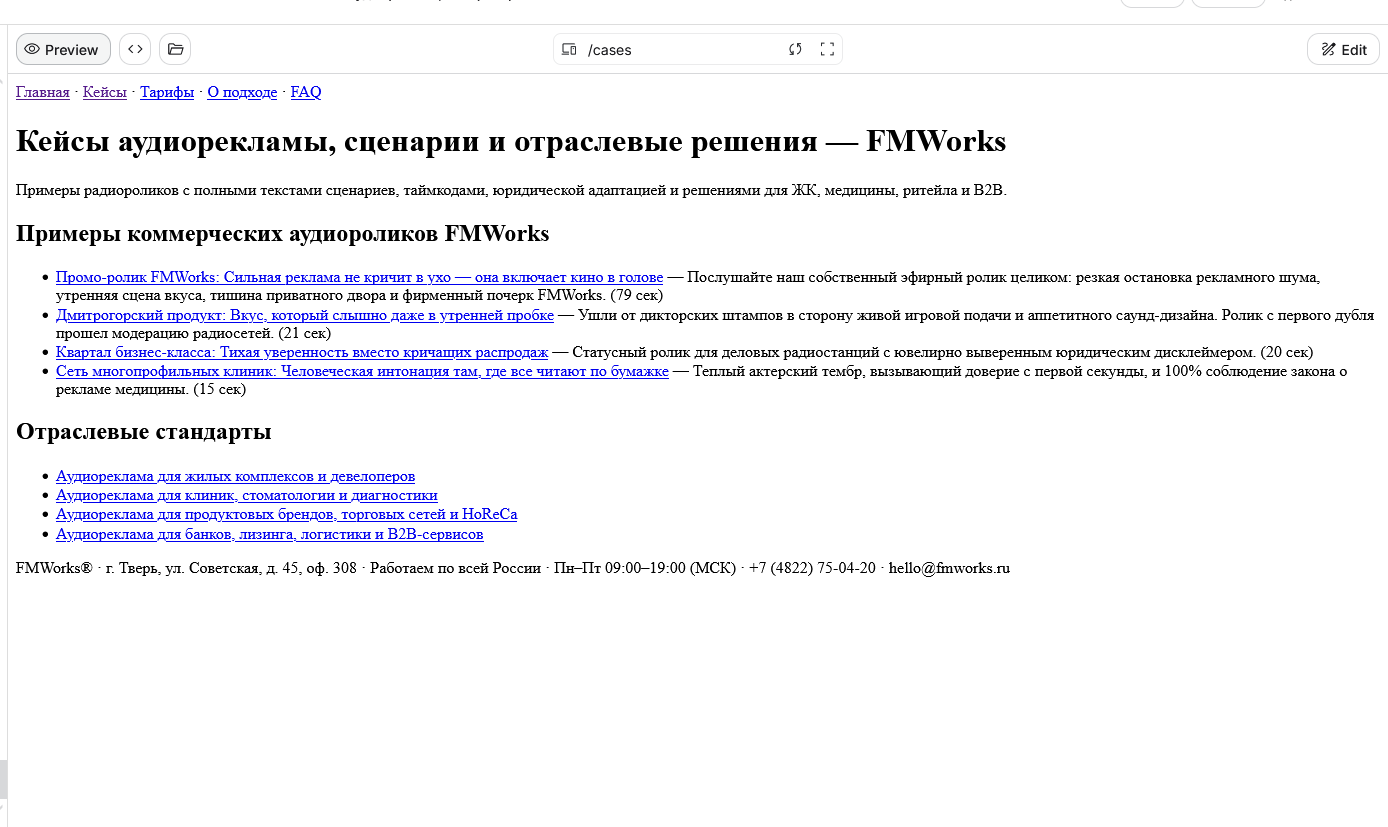 Preview
/cases
Edit
Главная · Кейсы · Тарифы · О подходе · FAQ
Кейсы аудиорекламы, сценарии и отраслевые решения — FMWorks
Примеры радиороликов с полными текстами сценариев, таймкодами, юридической адаптацией и решениями для ЖК, медицины, ритейла и B2B.
Примеры коммерческих аудиороликов FMWorks
Промо-ролик FMWorks: Сильная реклама не кричит в ухо — она включает кино в голове — Послушайте наш собственный эфирный ролик целиком: резкая остановка рекламного шума,
утренняя сцена вкуса, тишина приватного двора и фирменный почерк FMWorks. (79 сек)
Дмитрогорский продукт: Вкус, который слышно даже в утренней пробке — Ушли от дикторских штампов в сторону живой игровой подачи и аппетитного саунд-дизайна. Ролик с первого дубля
прошел модерацию радиосетей. (21 сек)
Квартал бизнес-класса: Тихая уверенность вместо кричащих распродаж — Статусный ролик для деловых радиостанций с ювелирно выверенным юридическим дисклеймером. (20 сек)
Сеть многопрофильных клиник: Человеческая интонация там, где все читают по бумажке — Теплый актерский тембр, вызывающий доверие с первой секунды, и 100% соблюдение закона о
рекламе медицины. (15 сек)
Отраслевые стандарты
Аудиореклама для жилых комплексов и девелоперов
Аудиореклама для клиник, стоматологии и диагностики
Аудиореклама для продуктовых брендов, торговых сетей и HoReCa
Аудиореклама для банков, лизинга, логистики и B2B-сервисов
FMWorks® · г. Тверь, ул. Советская, д. 45, оф. 308 · Работаем по всей России · Пн–Пт 09:00–19:00 (МСК) · +7 (4822) 75-04-20 · hello@fmworks.ru